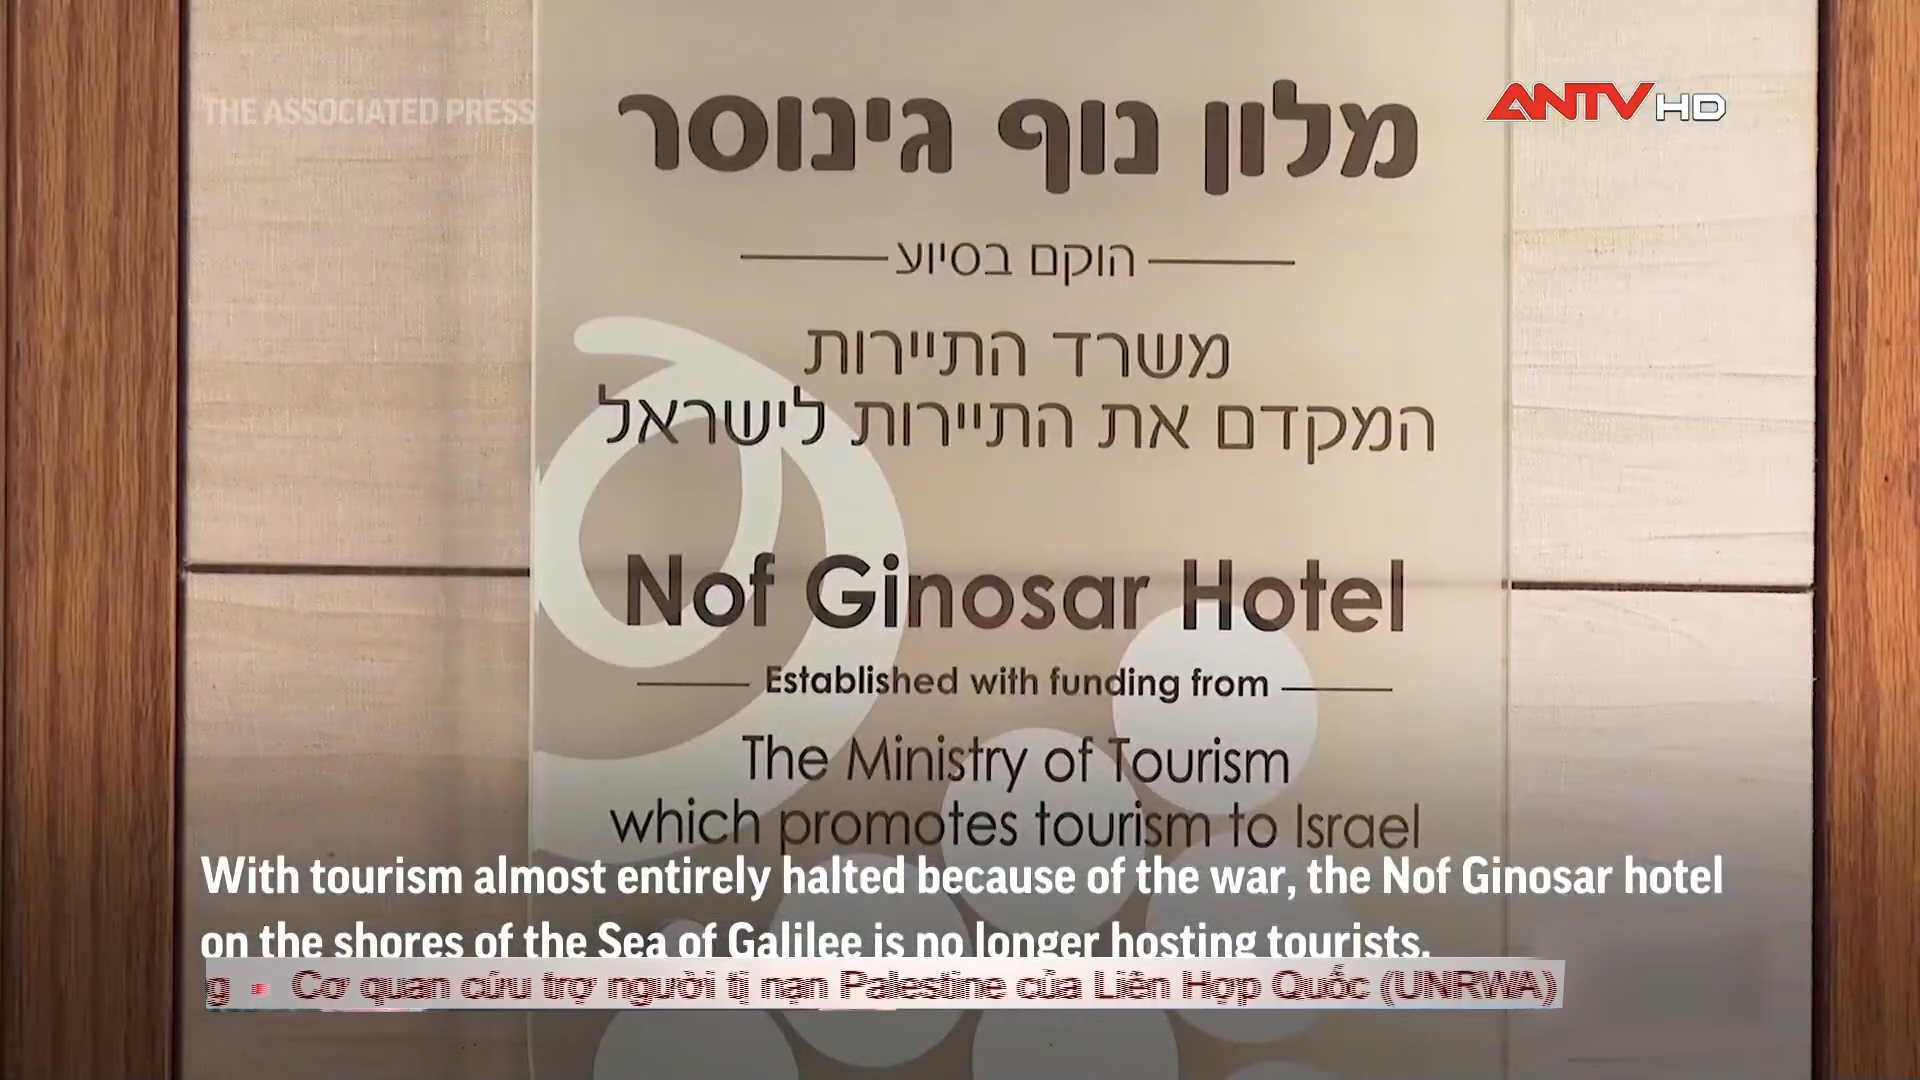 THE ASSOCIATED PRESS
ANTV HD
מלון נוף גינוסר
הוקם בסיוע
משרד התיירות
המקדם את התיירות לישראל
Nof Ginosar Hotel
Established with funding from
The Ministry of Tourism
which promotes tourism to Israel
With tourism almost entirely halted because of the war, the Nof Ginosar hotel
on the shores of the Sea of Galilee is no longer hosting tourists.
g ▪ Cơ quan cứu trợ người tị nạn Palestine của Liên Hợp Quốc (UNRWA)